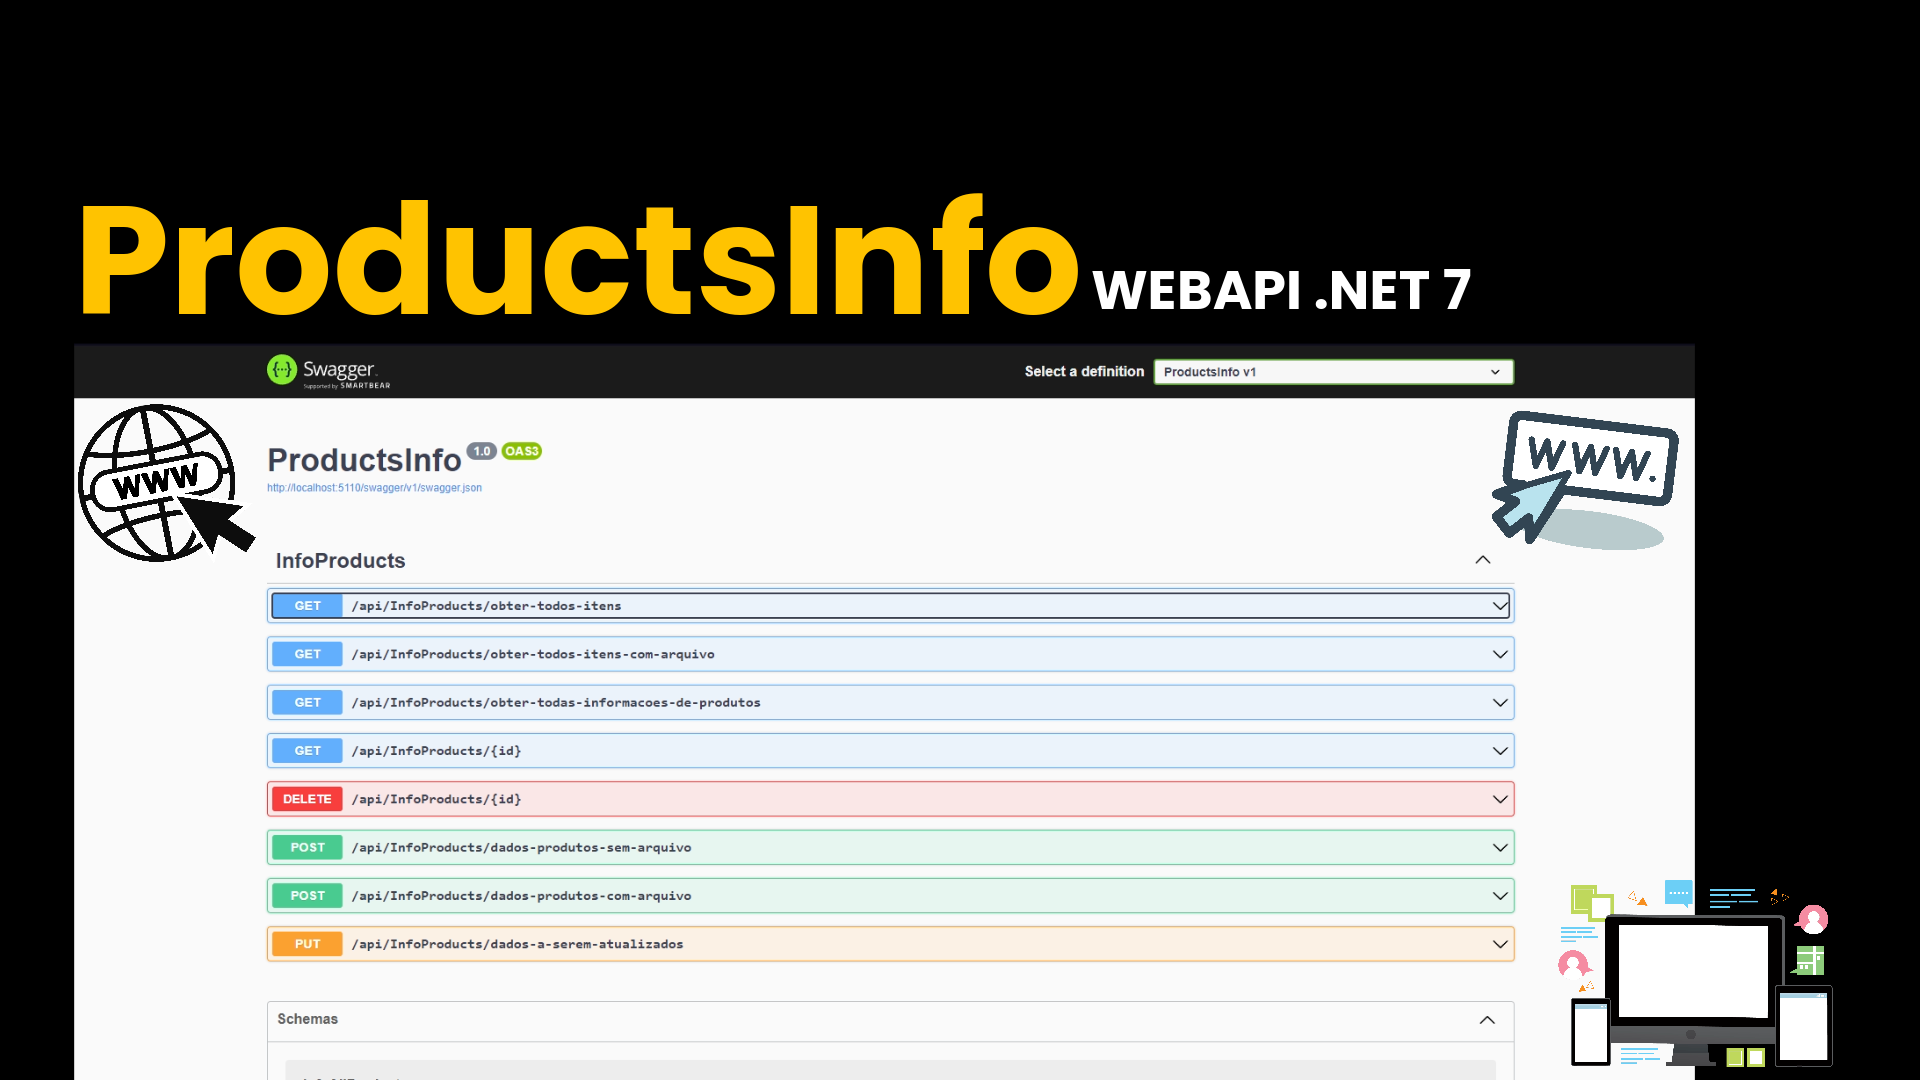 ProductsInfo WEBAPI .NET 7
Swagger
Supported by SMARTBEAR
Select a definition
ProductsInfo v1
WWW
WWW.
ProductsInfo 1.0 OAS3
http://localhost:5110/swagger/v1/swagger.json
InfoProducts
GET /api/InfoProducts/obter-todos-itens
GET /api/InfoProducts/obter-todos-itens-com-arquivo
GET /api/InfoProducts/obter-todas-informacoes-de-produtos
GET /api/InfoProducts/{id}
DELETE /api/InfoProducts/{id}
POST /api/InfoProducts/dados-produtos-sem-arquivo
POST /api/InfoProducts/dados-produtos-com-arquivo
PUT /api/InfoProducts/dados-a-serem-atualizados
Schemas